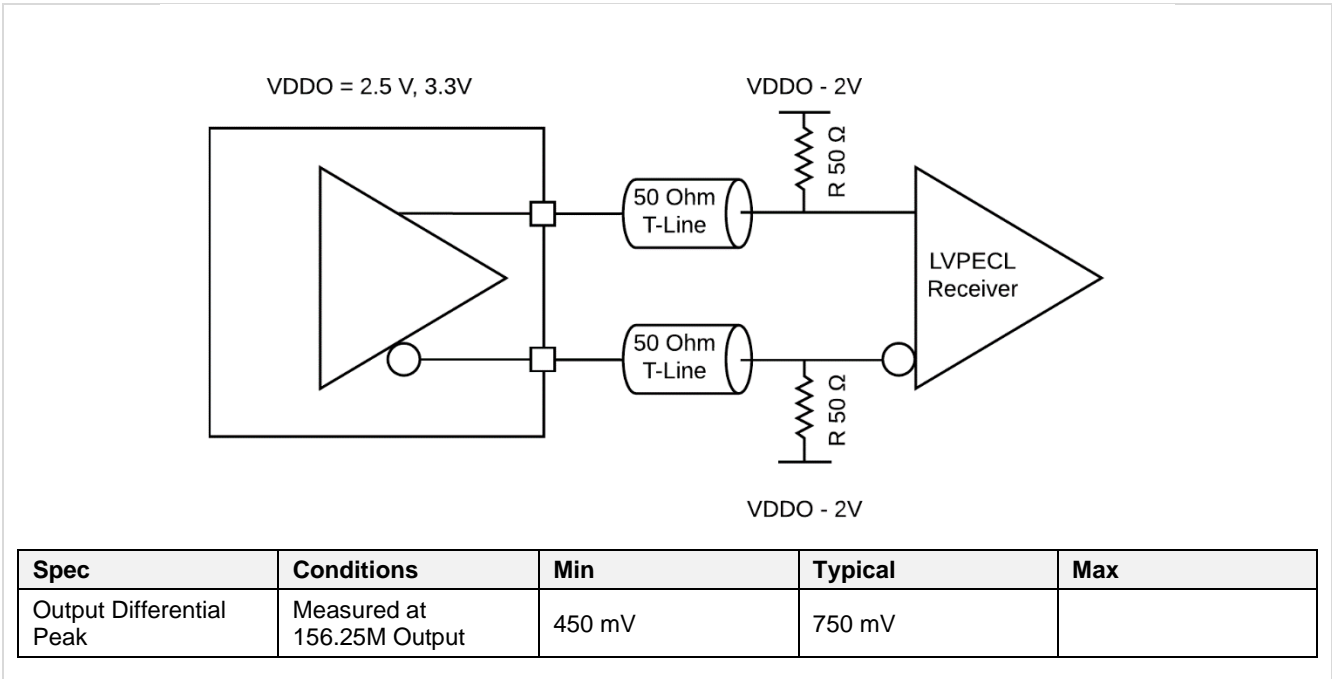 VDDO = 2.5 V, 3.3V
VDDO - 2V
R 50 Ω
50 Ohm
T-Line
LVPECL
Receiver
50 Ohm
T-Line
R 50 Ω
VDDO - 2V
Spec Conditions Min Typical Max
Output Differential Peak Measured at 156.25M Output 450 mV 750 mV